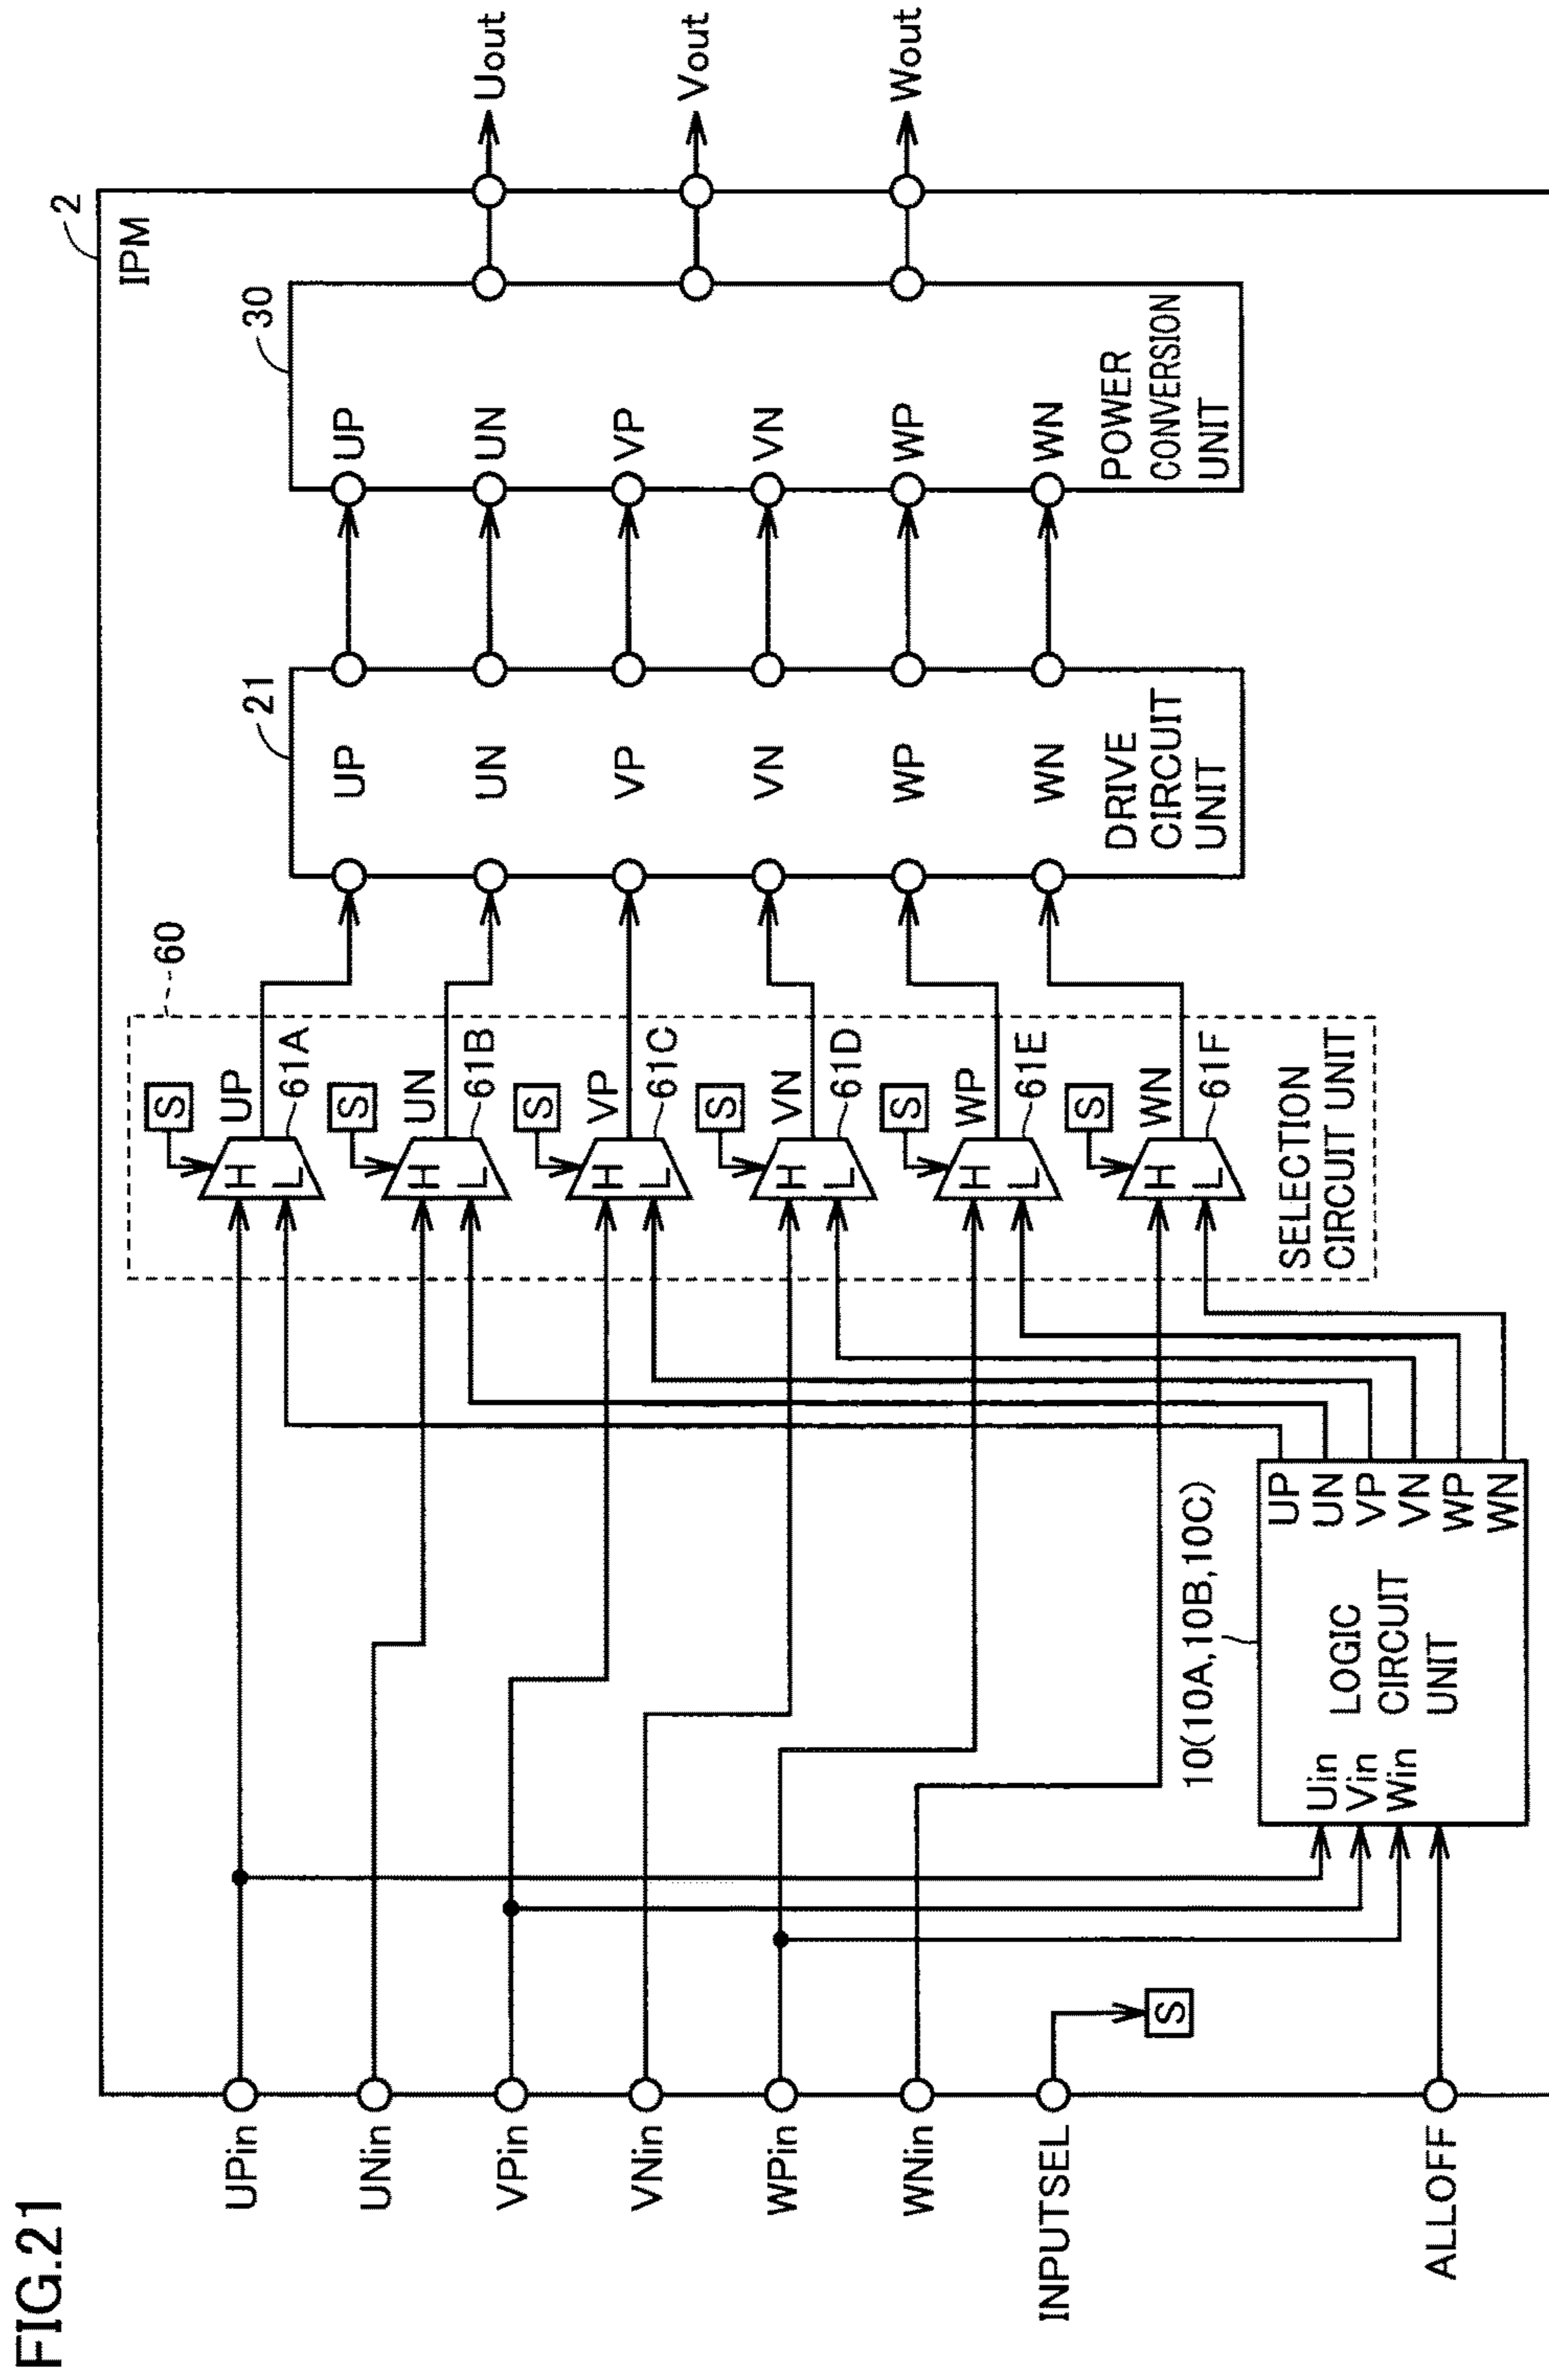 FIG.21
2
IPM
UPin
UNin
VPin
VNin
WPin
WNin
INPUTSEL
ALLOFF
S
10(10A,10B,10C)
Uin
Vin
Win
LOGIC
CIRCUIT
UNIT
UP
UN
VP
VN
WP
WN
60
S
H
L
UP
61A
S
H
L
UN
61B
S
H
L
VP
61C
S
H
L
VN
61D
S
H
L
WP
61E
S
H
L
WN
61F
SELECTION
CIRCUIT UNIT
21
UP
UN
VP
VN
WP
WN
DRIVE
CIRCUIT
UNIT
30
UP
UN
VP
VN
WP
WN
POWER
CONVERSION
UNIT
Uout
Vout
Wout